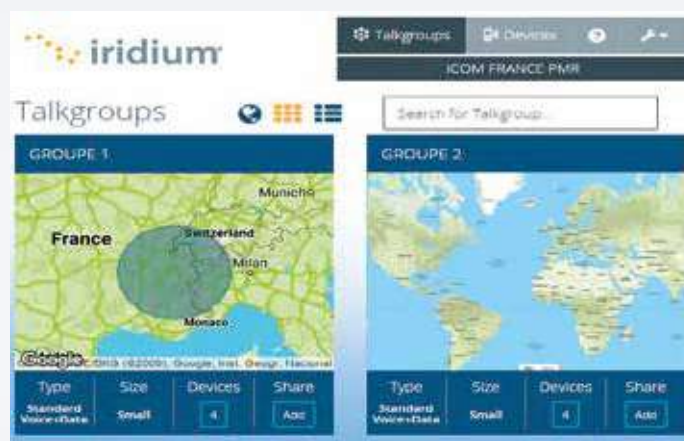 iridium
Talkgroups
Devices
?
ICOM FRANCE PMR
Talkgroups
Search for Talkgroup...
GROUPE 1
GROUPE 2
Munich
France
Switzerland
Milan
Monaco
Google
Type Size Devices Share
Standard Voice+Data Small 4 Add
Type Size Devices Share
Standard Voice+Data Small 4 Add